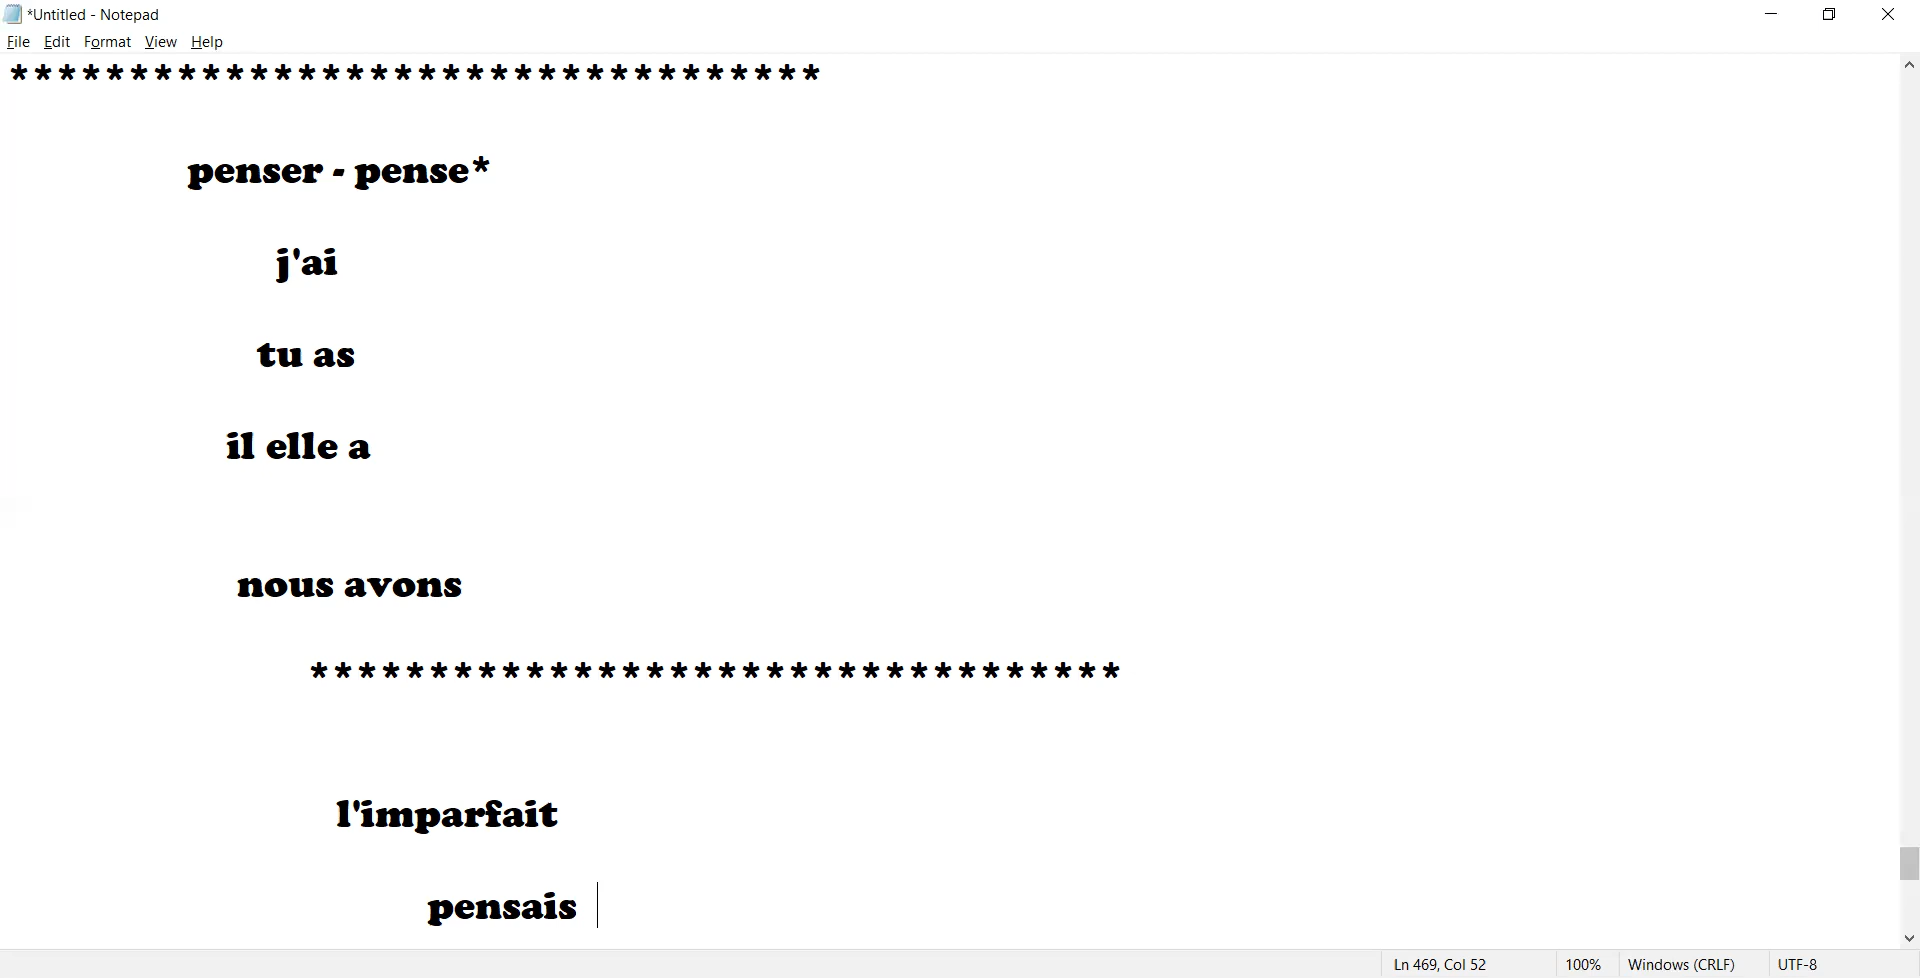 *Untitled - Notepad
File Edit Format View Help
**********************************
penser - pense*
j'ai
tu as
il elle a
nous avons
**********************************
l'imparfait
pensais
Ln 469, Col 52 100% Windows (CRLF) UTF-8